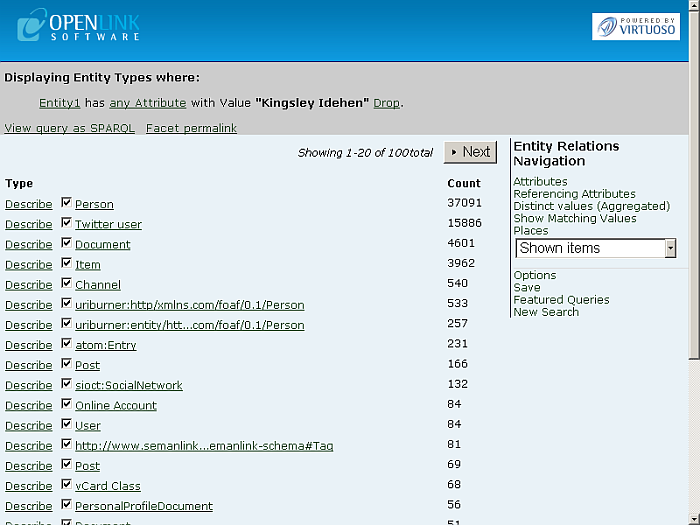 OPENLINK
SOFTWARE
POWERED BY
VIRTUOSO
Displaying Entity Types where:
Entity1 has any Attribute with Value "Kingsley Idehen" Drop.
View query as SPARQL Facet permalink
Showing 1-20 of 100total Next
Type Count
Describe Person 37091
Describe Twitter user 15886
Describe Document 4601
Describe Item 3962
Describe Channel 540
Describe uriburner:http/xmlns.com/foaf/0.1/Person 533
Describe uriburner:entity/htt...com/foaf/0.1/Person 257
Describe atom:Entry 231
Describe Post 166
Describe sioct:SocialNetwork 132
Describe Online Account 84
Describe User 84
Describe http://www.semanlink...emanlink-schema#Tag 81
Describe Post 69
Describe vCard Class 68
Describe PersonalProfileDocument 56
Describe Document 51
Entity Relations
Navigation
Attributes
Referencing Attributes
Distinct values (Aggregated)
Show Matching Values
Places
Shown items
Options
Save
Featured Queries
New Search